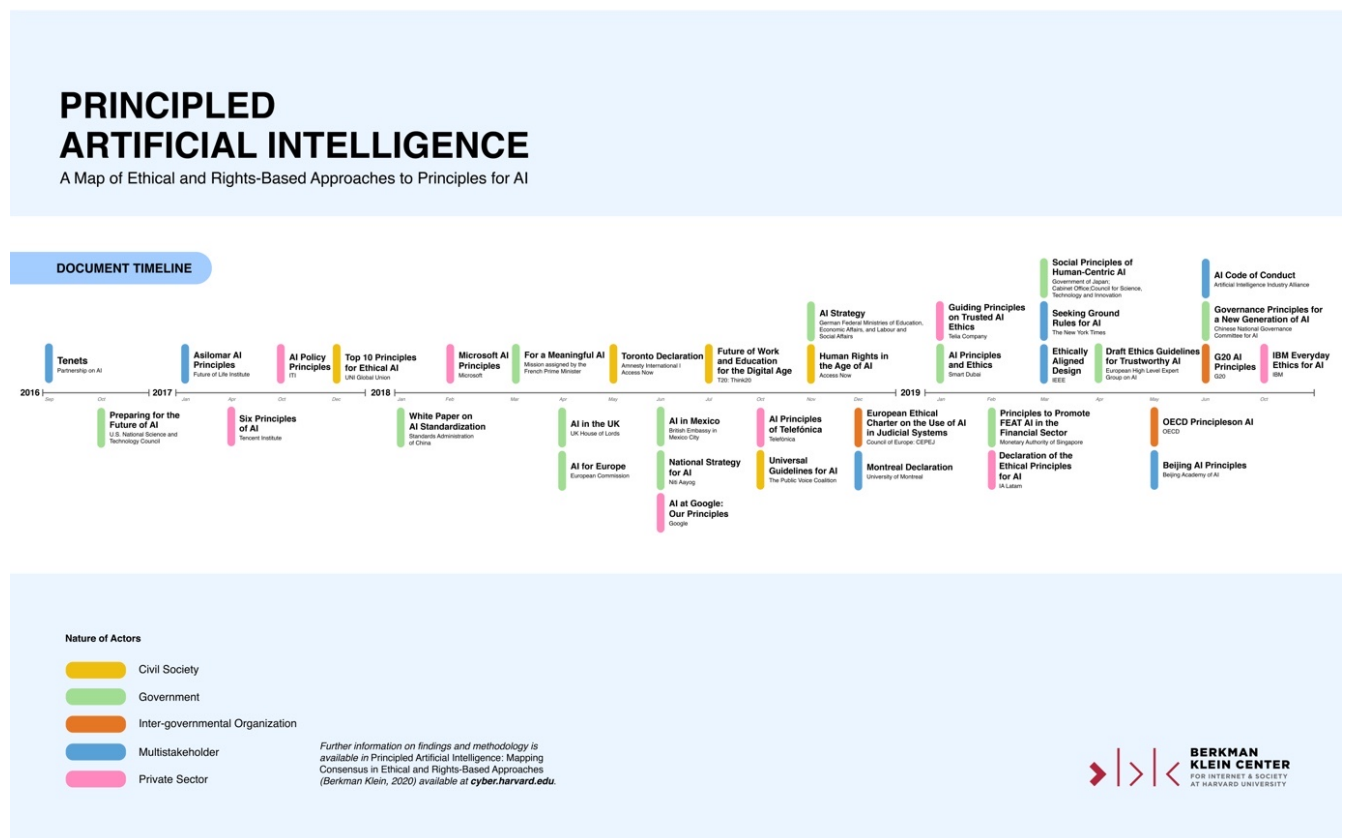 PRINCIPLED
ARTIFICIAL INTELLIGENCE
A Map of Ethical and Rights-Based Approaches to Principles for AI
DOCUMENT TIMELINE
2016
Sep
Tenets
Partnership on AI
Oct
Preparing for the
Future of AI
U.S. National Science and
Technology Council
2017
Jan
Asilomar AI
Principles
Future of Life Institute
Apr
Six Principles
of AI
Tencent Institute
Oct
AI Policy
Principles
ITI
Dec
Top 10 Principles
for Ethical AI
UNI Global Union
2018
Jan
White Paper on
AI Standardization
Standards Administration
of China
Feb
Microsoft AI
Principles
Microsoft
Mar
For a Meaningful AI
Mission assigned by the
French Prime Minister
Apr
AI in the UK
UK House of Lords
AI for Europe
European Commission
May
Toronto Declaration
Amnesty International I
Access Now
Jun
AI in Mexico
British Embassy in
Mexico City
National Strategy
for AI
Niti Aayog
AI at Google:
Our Principles
Google
Jul
Future of Work
and Education
for the Digital Age
T20: Think20
Oct
AI Principles
of Telefónica
Telefónica
Universal
Guidelines for AI
The Public Voice Coalition
Nov
AI Strategy
German Federal Ministries of Education,
Economic Affairs, and Labour and
Social Affairs
Human Rights in
the Age of AI
Access Now
Dec
European Ethical
Charter on the Use of AI
in Judicial Systems
Council of Europe: CEPEJ
Montreal Declaration
University of Montreal
2019
Jan
Guiding Principles
on Trusted AI
Ethics
Telia Company
AI Principles
and Ethics
Smart Dubai
Feb
Principles to Promote
FEAT AI in the
Financial Sector
Monetary Authority of Singapore
Declaration of the
Ethical Principles
for AI
IA Latam
Mar
Social Principles of
Human-Centric AI
Government of Japan;
Cabinet Office;Council for Science,
Technology and Innovation
Seeking Ground
Rules for AI
The New York Times
Ethically
Aligned
Design
IEEE
Apr
Draft Ethics Guidelines
for Trustworthy AI
European High Level Expert
Group on AI
May
OECD Principleson AI
OECD
Beijing AI Principles
Beijing Academy of AI
Jun
AI Code of Conduct
Artificial Intelligence Industry Alliance
Governance Principles for
a New Generation of AI
Chinese National Governance
Committee for AI
G20 AI
Principles
G20
Oct
IBM Everyday
Ethics for AI
IBM
Nature of Actors
Civil Society
Government
Inter-governmental Organization
Multistakeholder
Private Sector
Further information on findings and methodology is
available in Principled Artificial Intelligence: Mapping
Consensus in Ethical and Rights-Based Approaches
(Berkman Klein, 2020) available at cyber.harvard.edu.
BERKMAN
KLEIN CENTER
FOR INTERNET & SOCIETY
AT HARVARD UNIVERSITY